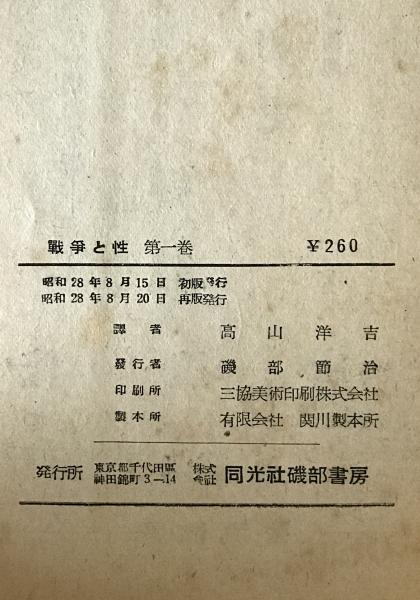 戰爭と性 第一巻 ¥260
昭和28年8月15日 初版発行
昭和28年8月20日 再版発行
譯者 高山洋吉
發行者 磯部節治
印刷所 三協美術印刷株式会社
製本所 有限会社 関川製本所
発行所 東京都千代田區神田錦町3―14 株式会社 同光社磯部書房